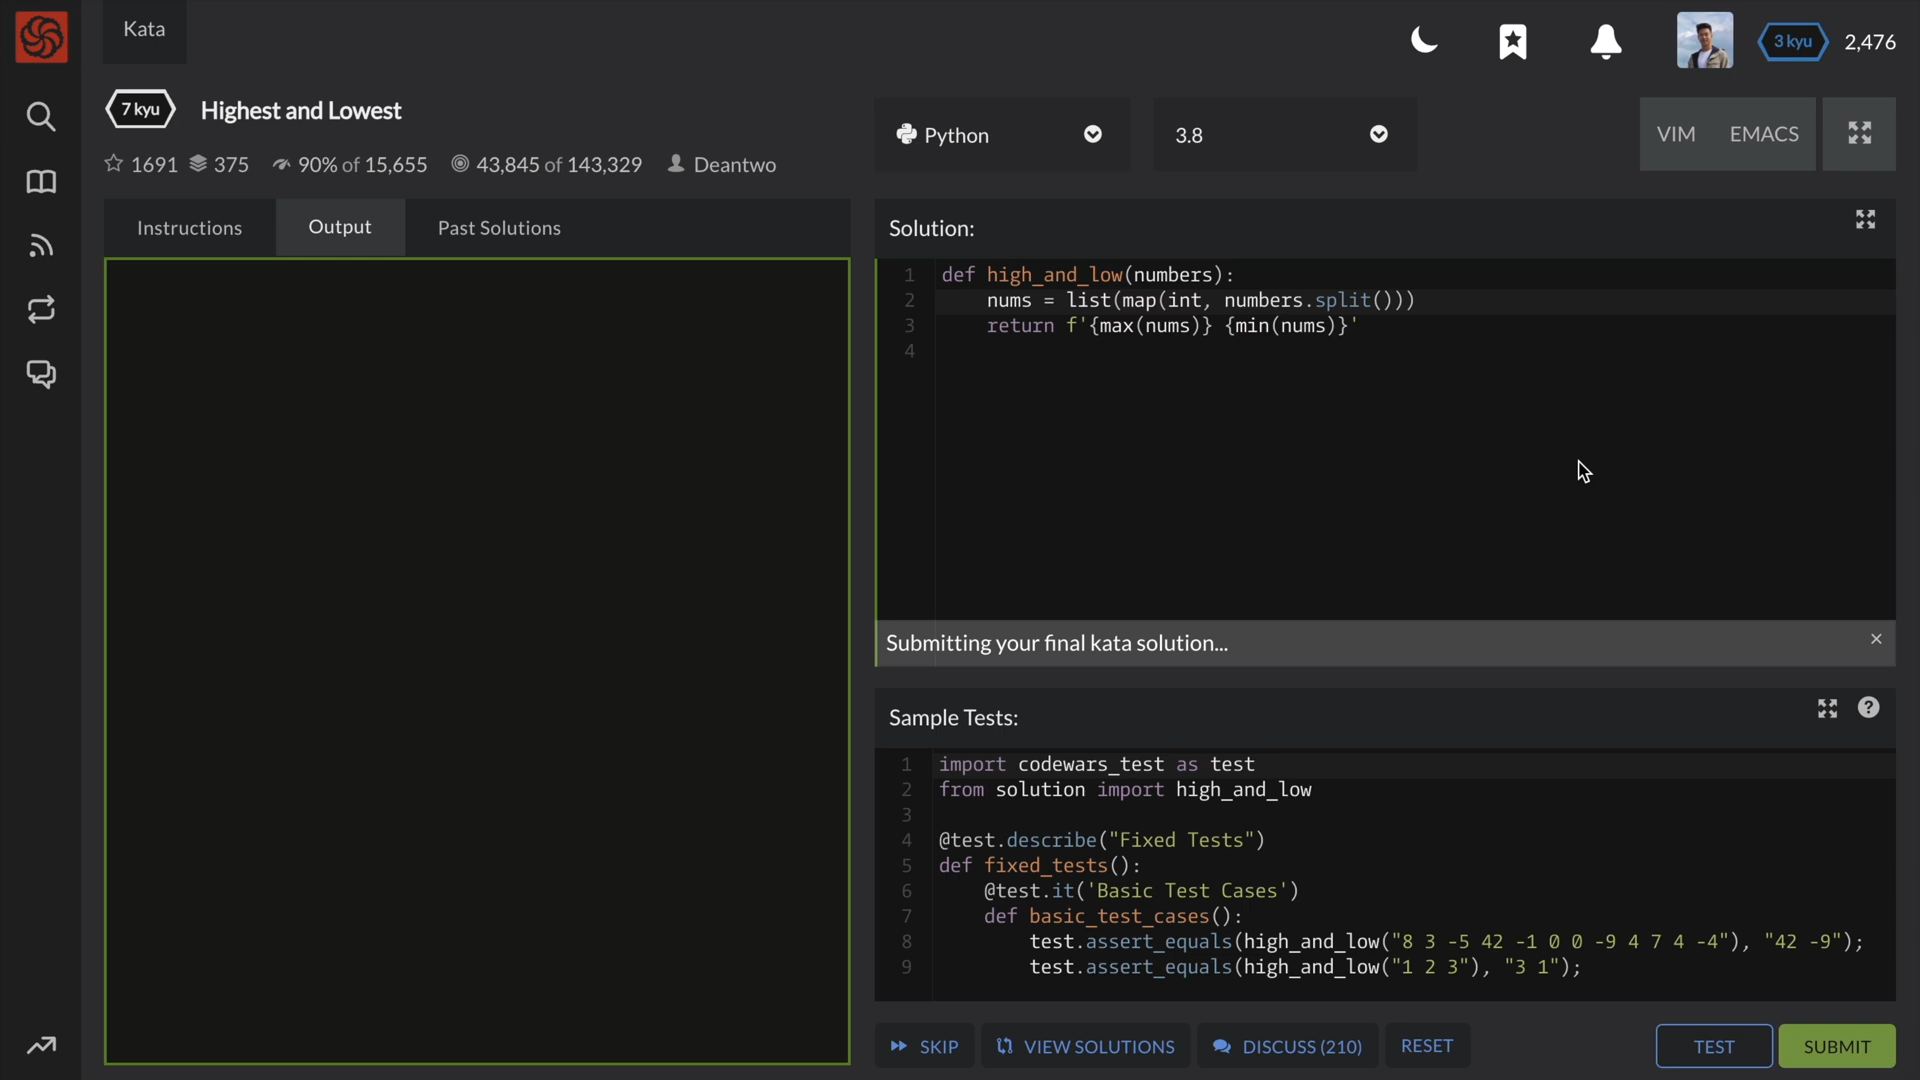 Kata
3 kyu 2,476
7 kyu Highest and Lowest
1691 375 90% of 15,655 43,845 of 143,329 Deantwo
Python 3.8 VIM EMACS
Instructions Output Past Solutions
Solution:
1 def high_and_low(numbers):
2 nums = list(map(int, numbers.split()))
3 return f'{max(nums)} {min(nums)}'
4
Submitting your final kata solution...
Sample Tests:
1 import codewars_test as test
2 from solution import high_and_low
3
4 @test.describe("Fixed Tests")
5 def fixed_tests():
6 @test.it('Basic Test Cases')
7 def basic_test_cases():
8 test.assert_equals(high_and_low("8 3 -5 42 -1 0 0 -9 4 7 4 -4"), "42 -9");
9 test.assert_equals(high_and_low("1 2 3"), "3 1");
SKIP VIEW SOLUTIONS DISCUSS (210) RESET TEST SUBMIT